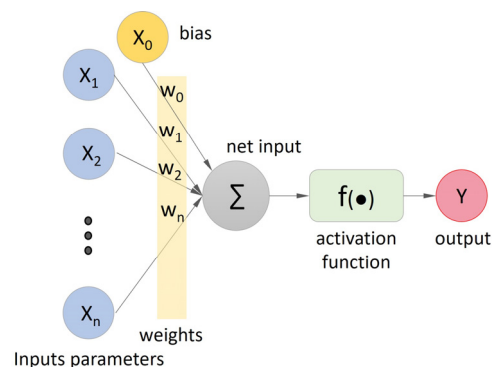 X0 bias
X1
w0
w1
X2
w2
net input
wn
Σ
f(•)
Y
activation
function
output
Xn
weights
Inputs parameters